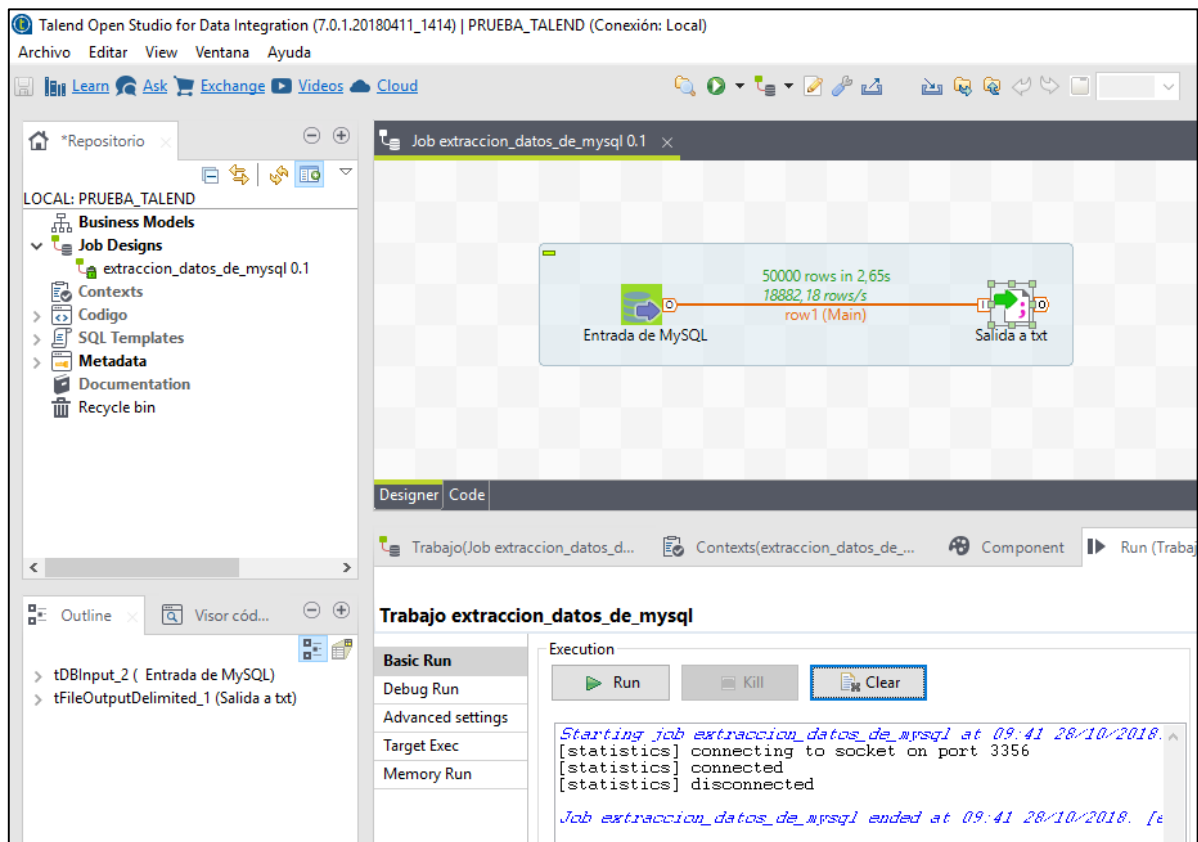 Talend Open Studio for Data Integration (7.0.1.20180411_1414) | PRUEBA_TALEND (Conexión: Local)
Archivo Editar View Ventana Ayuda
Learn Ask Exchange Videos Cloud
*Repositorio
LOCAL: PRUEBA_TALEND
Business Models
Job Designs
extraccion_datos_de_mysql 0.1
Contexts
Codigo
SQL Templates
Metadata
Documentation
Recycle bin
Job extraccion_datos_de_mysql 0.1
50000 rows in 2,65s
18882,18 rows/s
row1 (Main)
Entrada de MySQL
Salida a txt
Designer Code
Trabajo(Job extraccion_datos_d... Contexts(extraccion_datos_de_... Component Run (Trabaj
Outline Visor cód...
tDBInput_2 ( Entrada de MySQL)
tFileOutputDelimited_1 (Salida a txt)
Trabajo extraccion_datos_de_mysql
Basic Run
Debug Run
Advanced settings
Target Exec
Memory Run
Execution
Run Kill Clear
Starting job extraccion_datos_de_mysql at 09:41 28/10/2018.
[statistics] connecting to socket on port 3356
[statistics] connected
[statistics] disconnected
Job extraccion_datos_de_mysql ended at 09:41 28/10/2018. [e